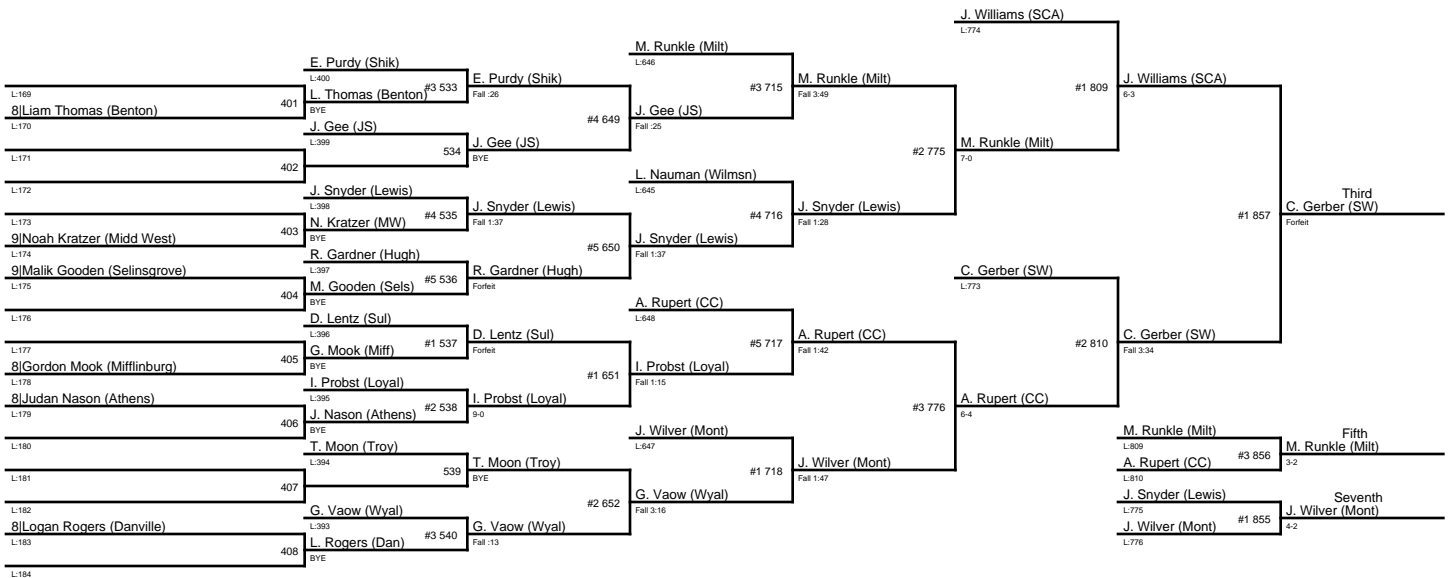 L:169
8|Liam Thomas (Benton)
L:170
L:171
L:172
L:173
9|Noah Kratzer (Midd West)
L:174
9|Malik Gooden (Selinsgrove)
L:175
L:176
L:177
8|Gordon Mook (Mifflinburg)
L:178
8|Judan Nason (Athens)
L:179
L:180
L:181
L:182
8|Logan Rogers (Danville)
L:183
L:184
401
402
403
404
405
406
407
408
E. Purdy (Shik)
L:400
L. Thomas (Benton)
BYE
J. Gee (JS)
L:399
J. Snyder (Lewis)
L:398
N. Kratzer (MW)
BYE
R. Gardner (Hugh)
L:397
M. Gooden (Sels)
BYE
D. Lentz (Sul)
L:396
G. Mook (Miff)
BYE
I. Probst (Loyal)
L:395
J. Nason (Athens)
BYE
T. Moon (Troy)
L:394
G. Vaow (Wyal)
L:393
L. Rogers (Dan)
BYE
#3 533
534
#4 535
#5 536
#1 537
#2 538
539
#3 540
E. Purdy (Shik)
Fall :26
J. Gee (JS)
BYE
J. Snyder (Lewis)
Fall 1:37
R. Gardner (Hugh)
Forfeit
D. Lentz (Sul)
Forfeit
I. Probst (Loyal)
9-0
T. Moon (Troy)
BYE
G. Vaow (Wyal)
Fall :13
#4 649
#5 650
#1 651
#2 652
M. Runkle (Milt)
L:646
J. Gee (JS)
Fall :25
L. Nauman (Wilmsn)
L:645
J. Snyder (Lewis)
Fall 1:37
A. Rupert (CC)
L:648
I. Probst (Loyal)
Fall 1:15
J. Wilver (Mont)
L:647
G. Vaow (Wyal)
Fall 3:16
#3 715
#4 716
#5 717
#1 718
M. Runkle (Milt)
Fall 3:49
J. Snyder (Lewis)
Fall 1:28
A. Rupert (CC)
Fall 1:42
J. Wilver (Mont)
Fall 1:47
#2 775
#3 776
J. Williams (SCA)
L:774
M. Runkle (Milt)
7-0
C. Gerber (SW)
L:773
A. Rupert (CC)
6-4
#1 809
#2 810
J. Williams (SCA)
6-3
C. Gerber (SW)
Fall 3:34
#1 857
Third
C. Gerber (SW)
Forfeit
M. Runkle (Milt)
L:809
A. Rupert (CC)
L:810
#3 856
Fifth
M. Runkle (Milt)
3-2
J. Snyder (Lewis)
L:775
J. Wilver (Mont)
L:776
#1 855
Seventh
J. Wilver (Mont)
4-2